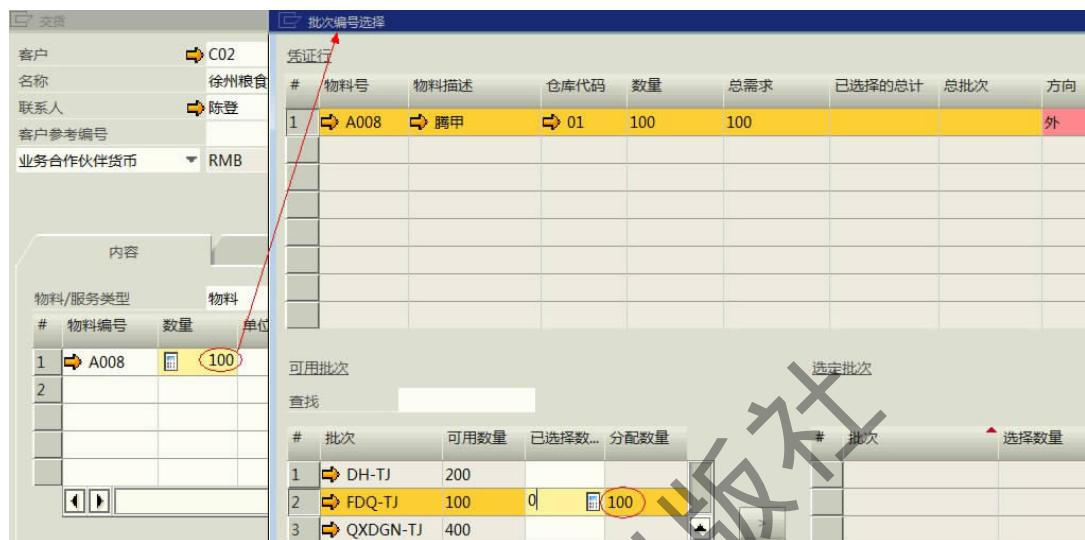 交货
批次编号选择
客户 C02
名称 徐州粮食
联系人 陈登
客户参考编号
业务合作伙伴货币 RMB
内容
物料/服务类型 物料
# 物料编号 数量 单位
1 A008 100
2
凭证行
# 物料号 物料描述 仓库代码 数量 总需求 已选择的总计 总批次 方向
1 A008 腾甲 01 100 100 外
可用批次 选定批次
查找
# 批次 可用数量 已选择数... 分配数量 # 批次 选择数量
1 DH-TJ 200
2 FDQ-TJ 100 0 100
3 QXDGN-TJ 400 >
版社